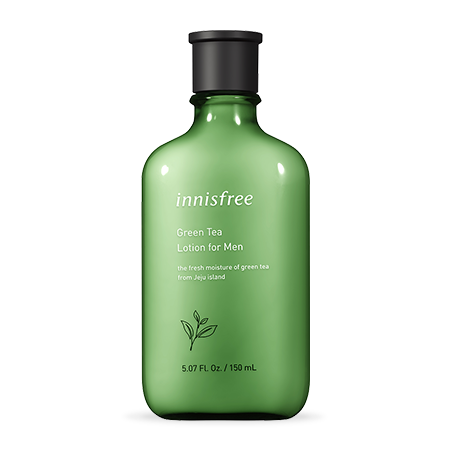 innisfree
Green Tea
Lotion for Men
the fresh moisture of green tea
from Jeju island
5.07 FL Oz. / 150 mL